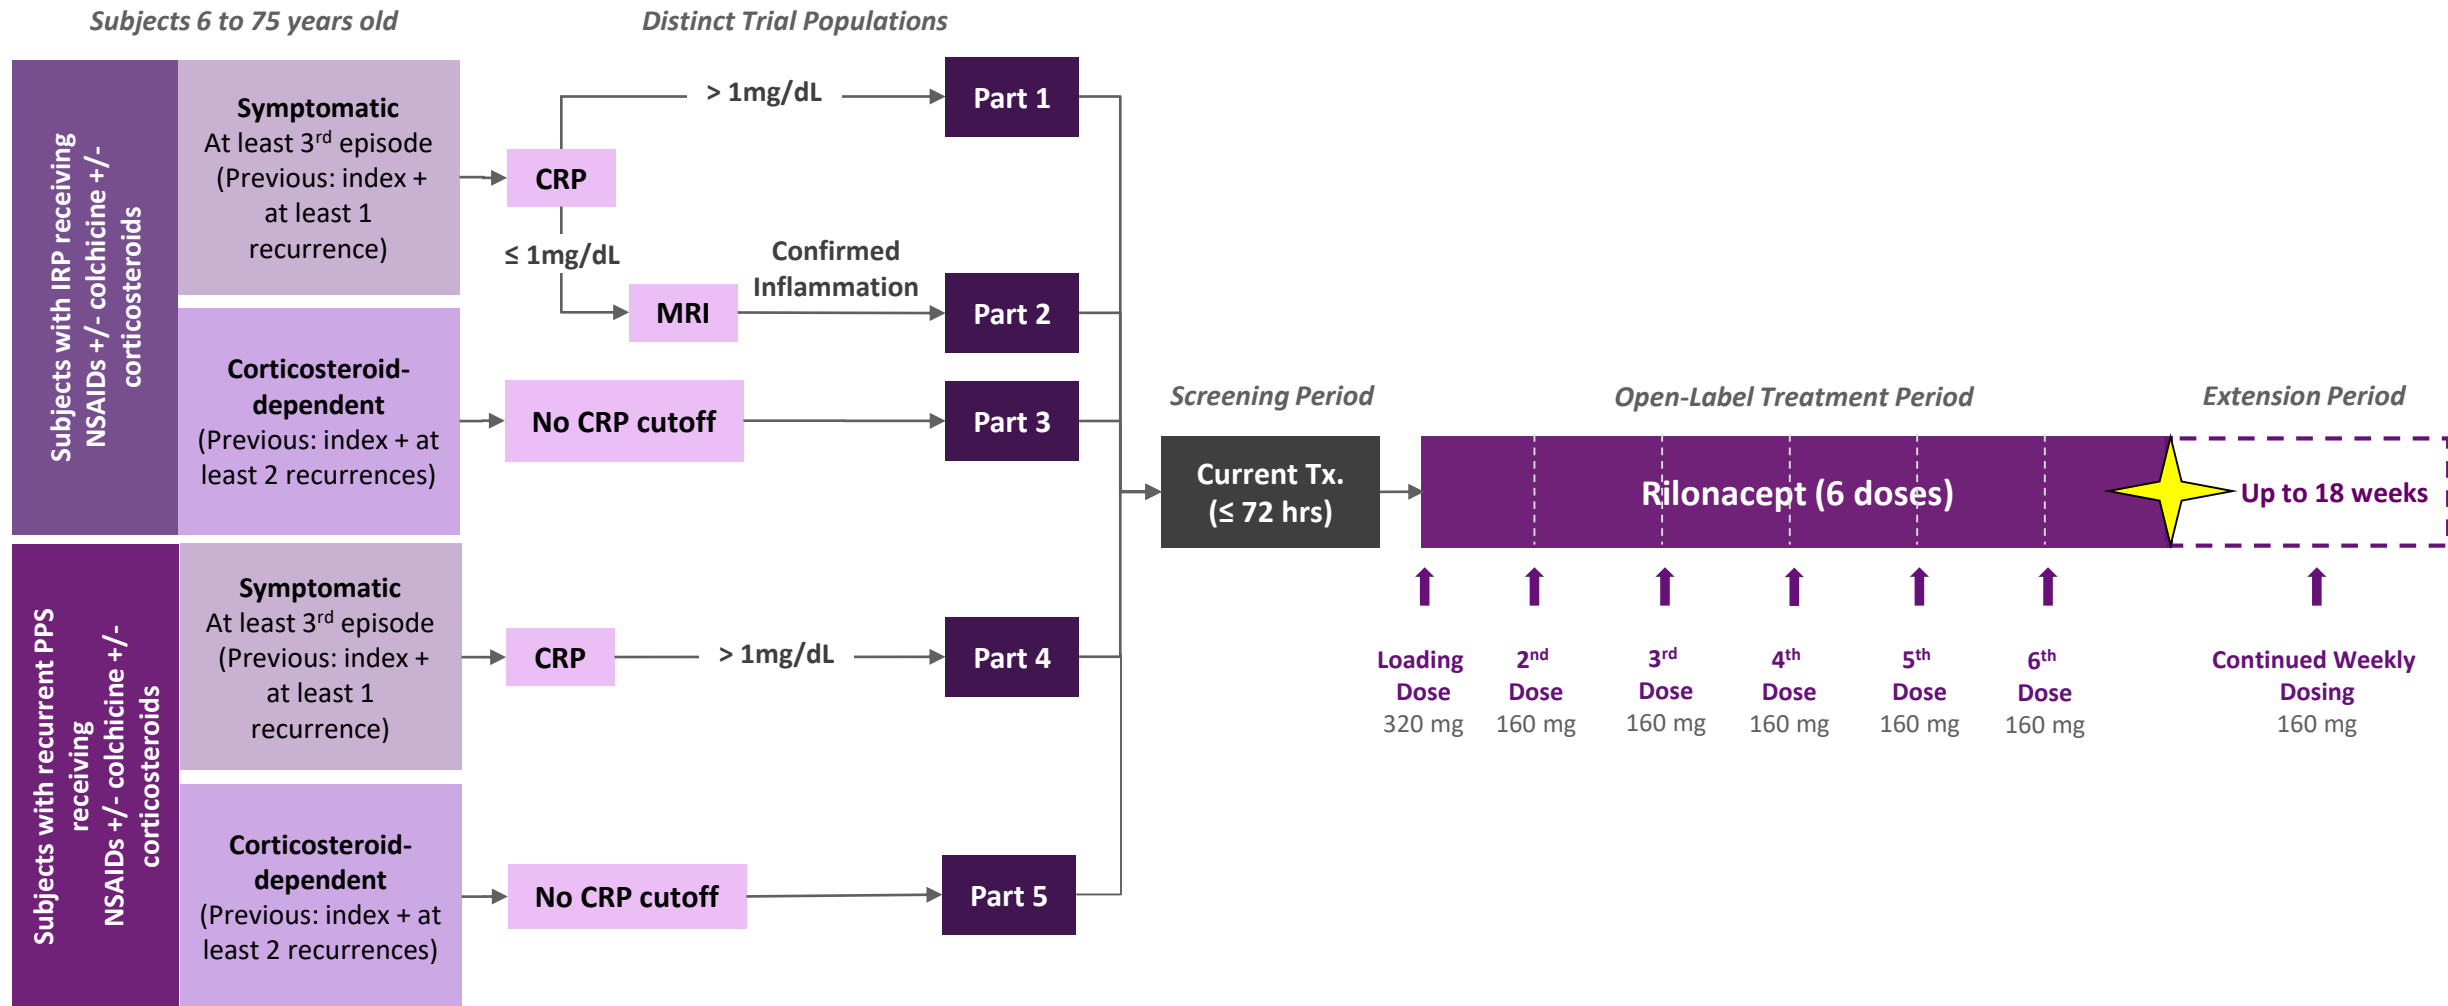 Subjects 6 to 75 years old
Distinct Trial Populations
Subjects with IRP receiving
NSAIDs +/- colchicine +/-
corticosteroids
Symptomatic
At least 3rd episode
(Previous: index +
at least 1
recurrence)
CRP
> 1mg/dL
Part 1
≤ 1mg/dL
MRI
Confirmed
Inflammation
Part 2
Corticosteroid-
dependent
(Previous: index + at
least 2 recurrences)
No CRP cutoff
Part 3
Subjects with recurrent PPS
receiving
NSAIDs +/- colchicine +/-
corticosteroids
Symptomatic
At least 3rd episode
(Previous: index +
at least 1
recurrence)
CRP
> 1mg/dL
Part 4
Corticosteroid-
dependent
(Previous: index + at
least 2 recurrences)
No CRP cutoff
Part 5
Screening Period
Current Tx.
(≤ 72 hrs)
Open-Label Treatment Period
Rilonacept (6 doses)
Extension Period
Up to 18 weeks
Loading
Dose
320 mg
2nd
Dose
160 mg
3rd
Dose
160 mg
4th
Dose
160 mg
5th
Dose
160 mg
6th
Dose
160 mg
Continued Weekly
Dosing
160 mg